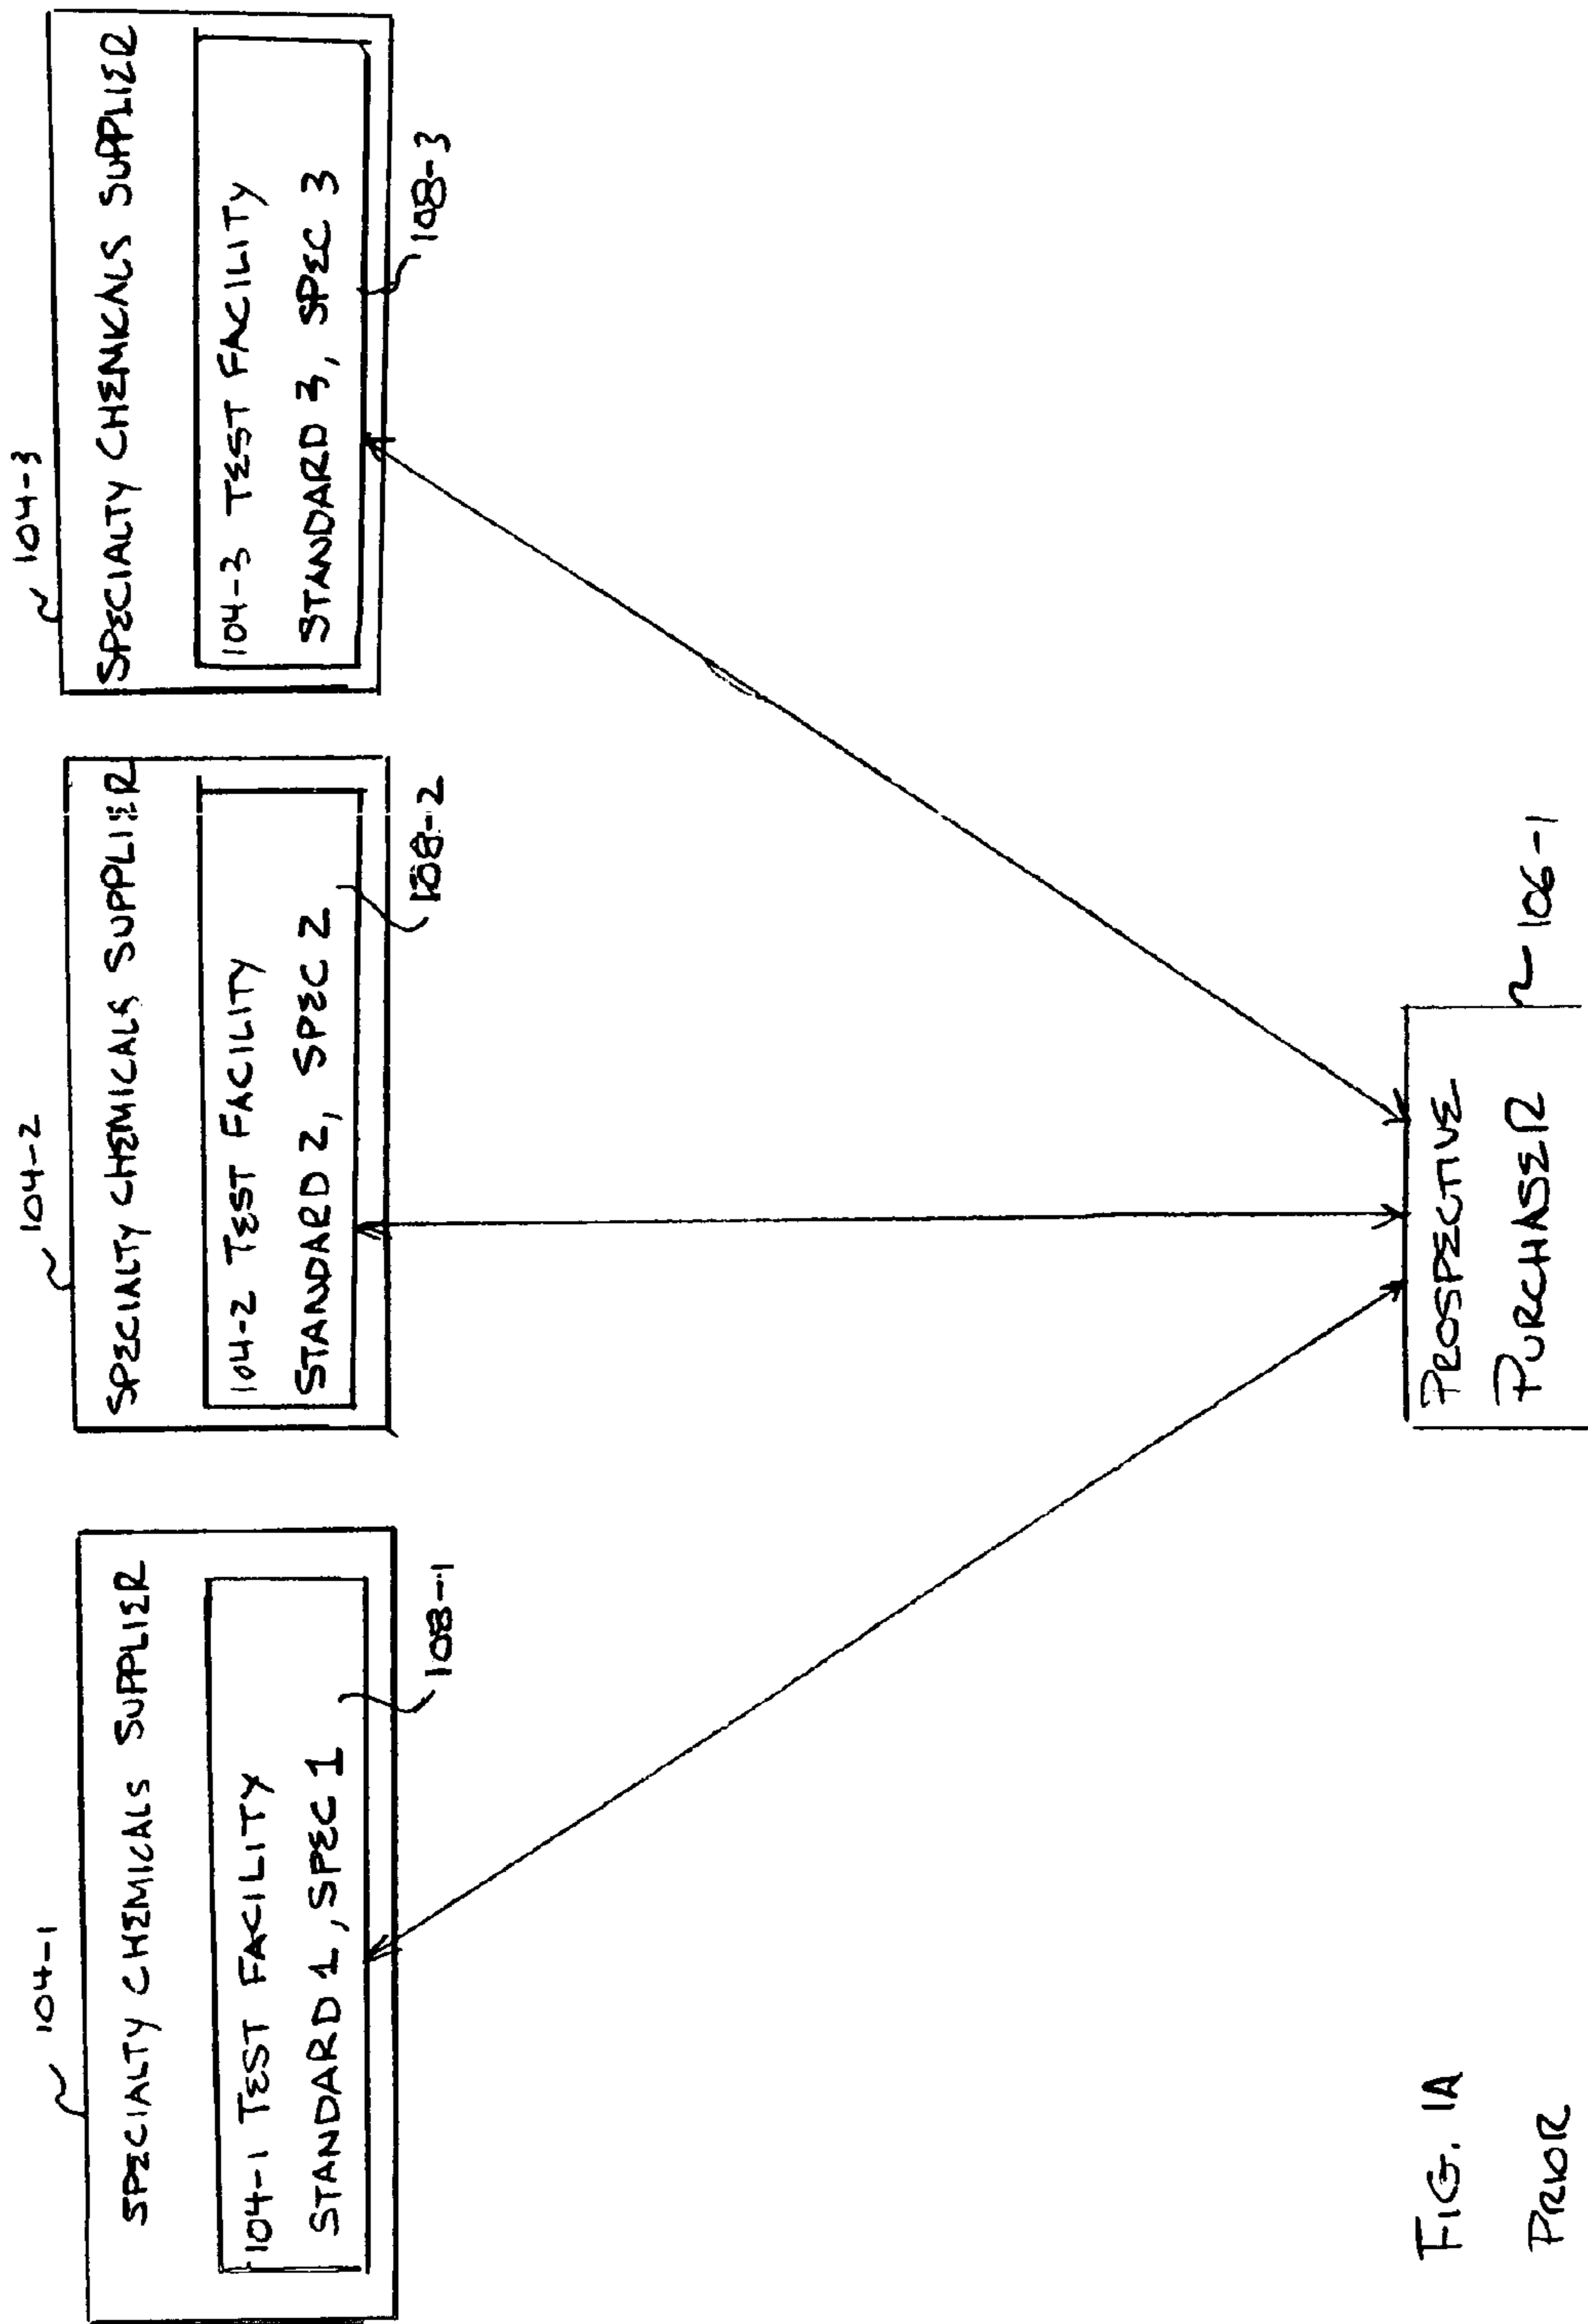 104-1
SPECIALTY CHEMICALS SUPPLIER
104-1 TEST FACILITY
STANDARD 1, SPEC 1
108-1
104-2
SPECIALTY CHEMICALS SUPPLIER
104-2 TEST FACILITY
STANDARD 2, SPEC 2
108-2
104-3
SPECIALTY CHEMICALS SUPPLIER
104-3 TEST FACILITY
STANDARD 3, SPEC 3
108-3
PROSPECTIVE
PURCHASER
106-1
FIG. 1A
PRIOR